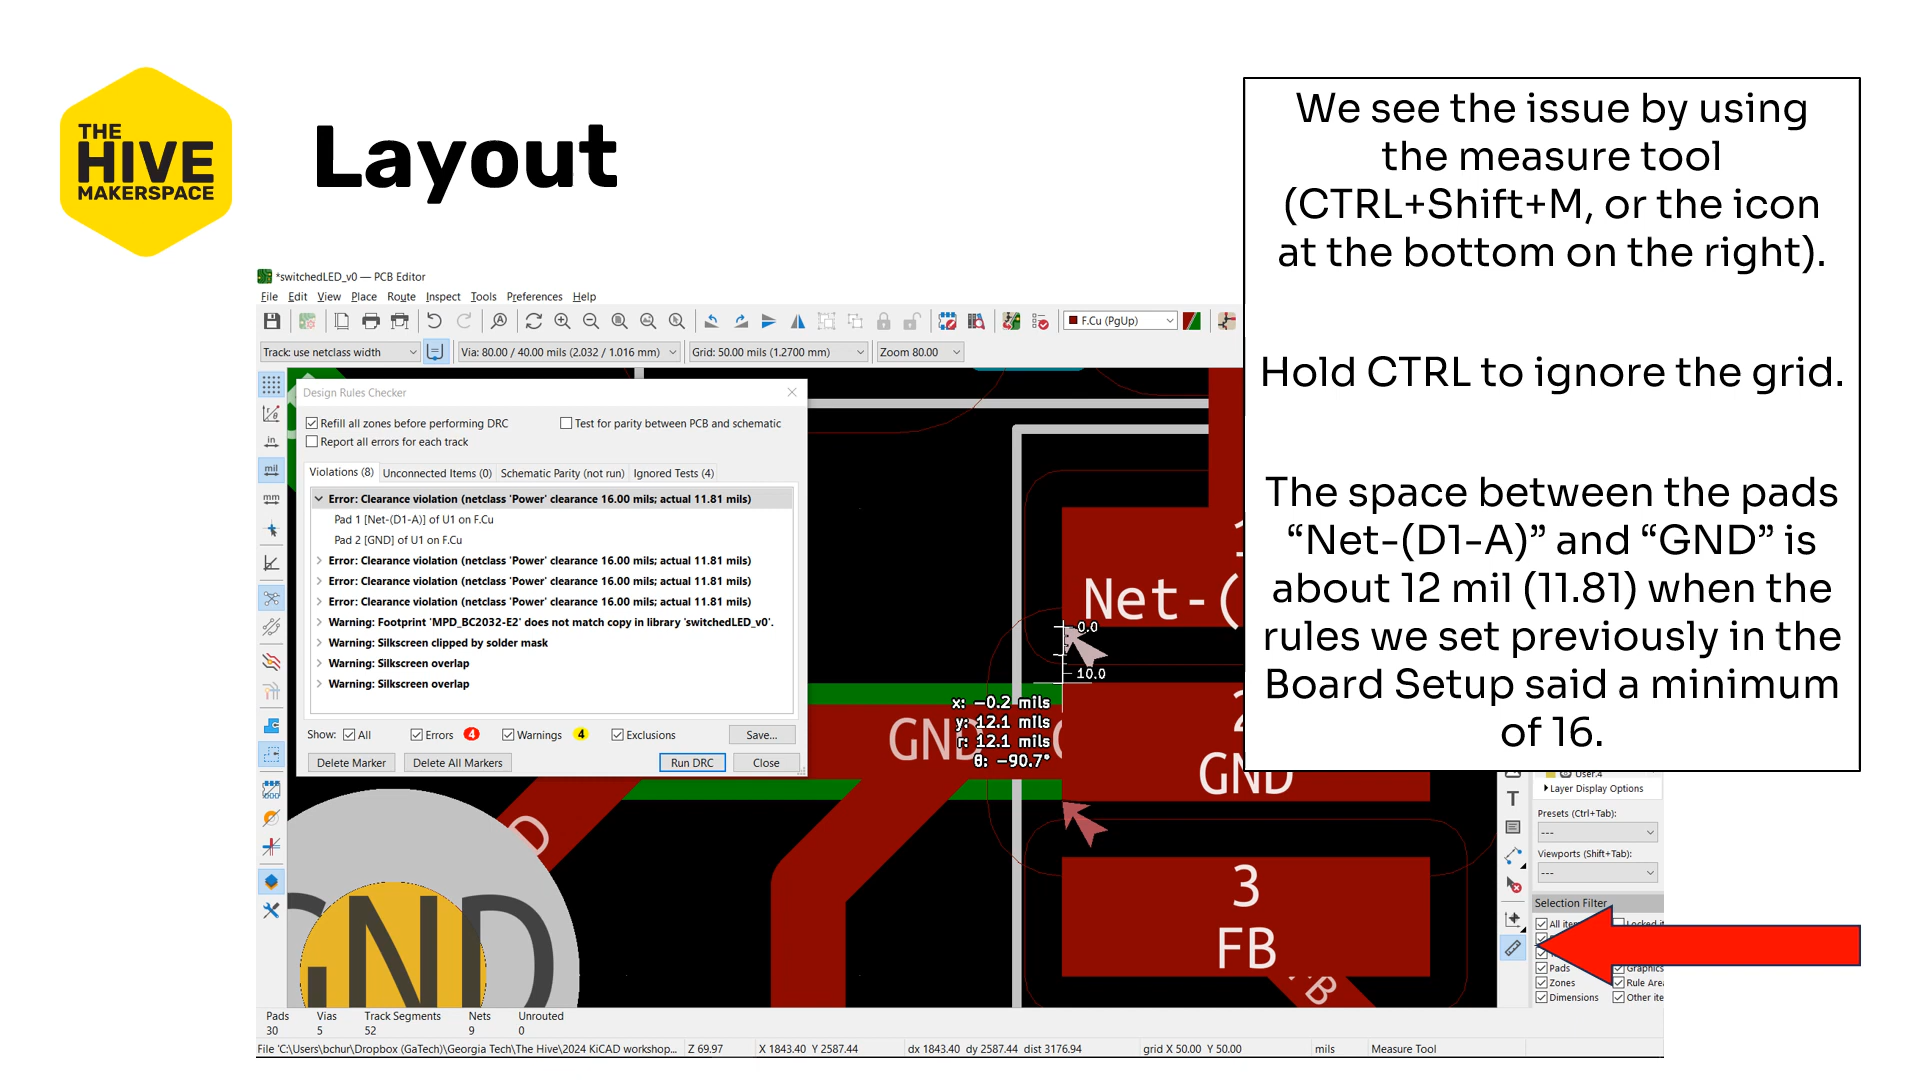 THE
HIVE
MAKERSPACE
Layout
We see the issue by using
the measure tool
(CTRL+Shift+M, or the icon
at the bottom on the right).
Hold CTRL to ignore the grid.
The space between the pads
“Net-(D1-A)” and “GND” is
about 12 mil (11.81) when the
rules we set previously in the
Board Setup said a minimum
of 16.
*switchedLED_v0 — PCB Editor
File Edit View Place Route Inspect Tools Preferences Help
F.Cu (PgUp)
Track: use netclass width
Via: 80.00 / 40.00 mils (2.032 / 1.016 mm)
Grid: 50.00 mils (1.2700 mm)
Zoom 80.00
in
mil
mm
Design Rules Checker
Refill all zones before performing DRC
Test for parity between PCB and schematic
Report all errors for each track
Violations (8) Unconnected Items (0) Schematic Parity (not run) Ignored Tests (4)
Error: Clearance violation (netclass 'Power' clearance 16.00 mils; actual 11.81 mils)
Pad 1 [Net-(D1-A)] of U1 on F.Cu
Pad 2 [GND] of U1 on F.Cu
Error: Clearance violation (netclass 'Power' clearance 16.00 mils; actual 11.81 mils)
Error: Clearance violation (netclass 'Power' clearance 16.00 mils; actual 11.81 mils)
Error: Clearance violation (netclass 'Power' clearance 16.00 mils; actual 11.81 mils)
Warning: Footprint 'MPD_BC2032-E2' does not match copy in library 'switchedLED_v0'.
Warning: Silkscreen clipped by solder mask
Warning: Silkscreen overlap
Warning: Silkscreen overlap
Show: All Errors 4 Warnings 4 Exclusions Save...
Delete Marker Delete All Markers Run DRC Close
Net-(
0.0
10.0
x: -0.2 mils
y: 12.1 mils
r: 12.1 mils
θ: -90.7°
GND
2
GND
3
FB
GND
User.4
Layer Display Options
Presets (Ctrl+Tab):
---
Viewports (Shift+Tab):
---
Selection Filter
Pads Graphics
Zones Rule Area
Dimensions Other ite
Pads Vias Track Segments Nets Unrouted
30 5 52 9 0
File 'C:\Users\bchur\Dropbox (GaTech)\Georgia Tech\The Hive\2024 KiCAD workshop... Z 69.97 X 1843.40 Y 2587.44 dx 1843.40 dy 2587.44 dist 3176.94 grid X 50.00 Y 50.00 mils Measure Tool